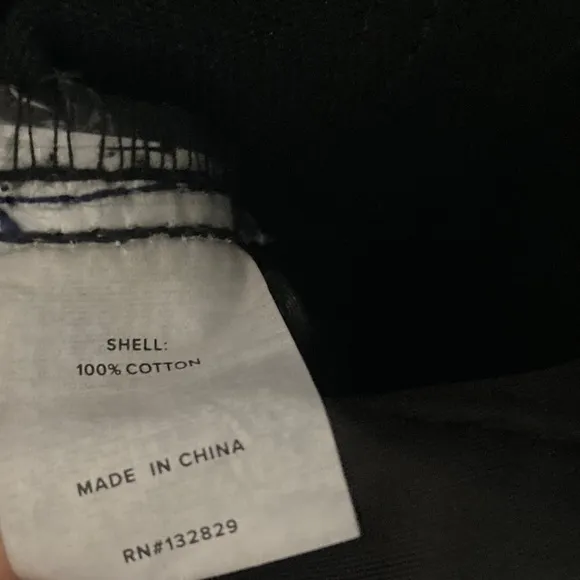 SHELL:
100% COTTON
MADE IN CHINA
RN#132829